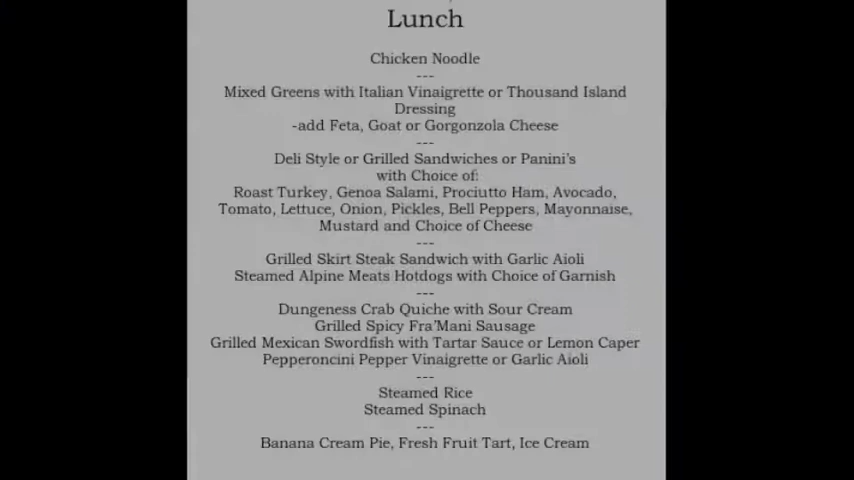 Lunch
Chicken Noodle
---
Mixed Greens with Italian Vinaigrette or Thousand Island
Dressing
-add Feta, Goat or Gorgonzola Cheese
---
Deli Style or Grilled Sandwiches or Panini's
with Choice of:
Roast Turkey, Genoa Salami, Prociutto Ham, Avocado,
Tomato, Lettuce, Onion, Pickles, Bell Peppers, Mayonnaise,
Mustard and Choice of Cheese
---
Grilled Skirt Steak Sandwich with Garlic Aioli
Steamed Alpine Meats Hotdogs with Choice of Garnish
---
Dungeness Crab Quiche with Sour Cream
Grilled Spicy Fra'Mani Sausage
Grilled Mexican Swordfish with Tartar Sauce or Lemon Caper
Pepperoncini Pepper Vinaigrette or Garlic Aioli
---
Steamed Rice
Steamed Spinach
---
Banana Cream Pie, Fresh Fruit Tart, Ice Cream